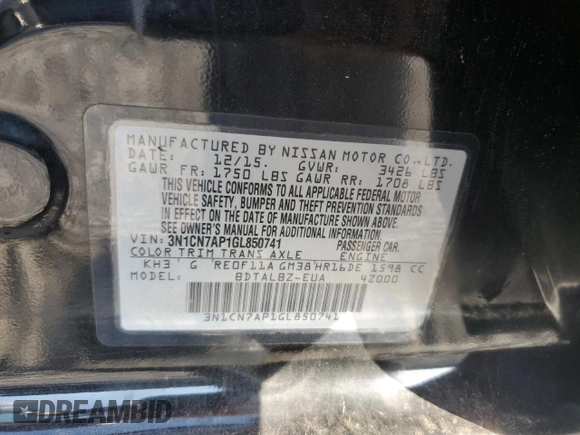 MANUFACTURED BY NISSAN MOTOR CO.,LTD.
DATE: 12/15. GVWR: 3426 LBS
GAWR FR: 1750 LBS GAWR RR: 1708 LBS
THIS VEHICLE CONFORMS TO ALL APPLICABLE FEDERAL MOTOR
VEHICLE SAFETY, BUMPER AND THEFT PREVENTION STANDARDS
IN EFFECT ON THE DATE OF MANUFACTURE SHOWN ABOVE.
SEE OWNER'S MANUAL FOR ADDITIONAL INFORMATION.
VIN: 3N1CN7AP1GL850741 PASSENGER CAR.
COLOR TRIM TRANS AXLE ENGINE
KH3 G RE0F11A GM38 HR16DE 1598 CC
MODEL: BDTALBZ-EUA 42000
3N1CN7AP1GL850741
DREAMBID